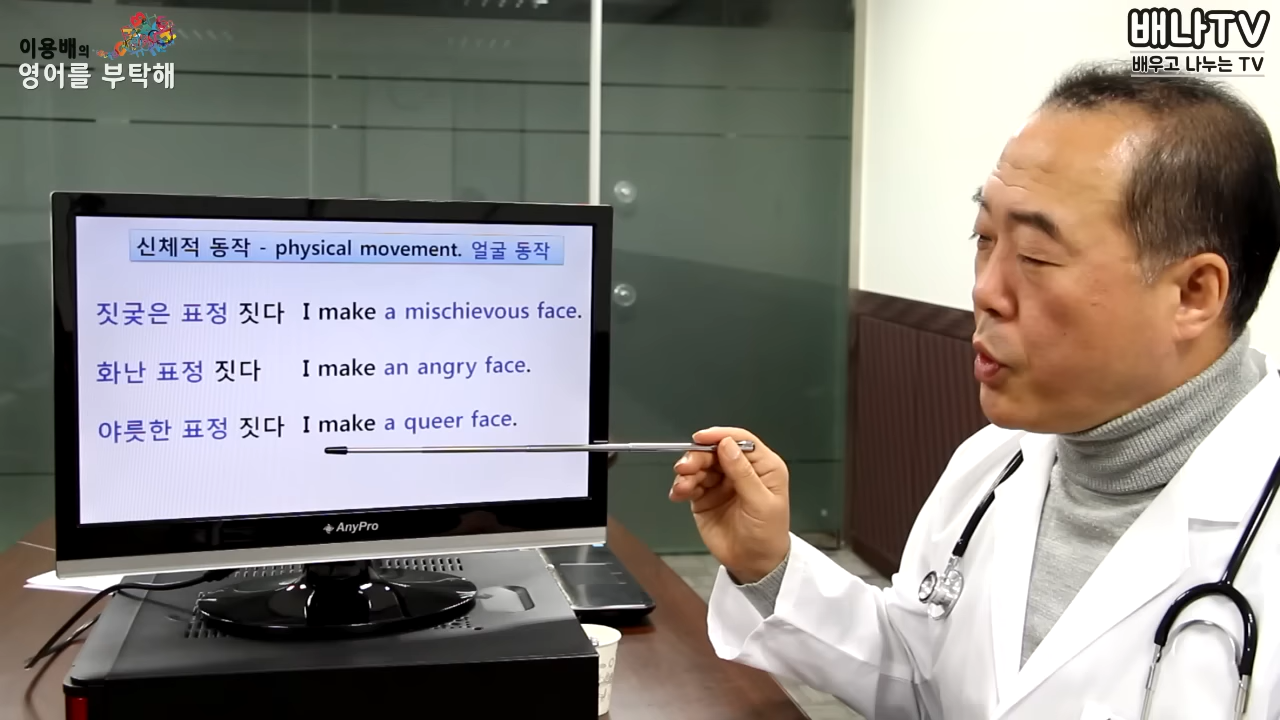 이용배의
영어를 부탁해
배나TV
배우고 나누는 TV
신체적 동작 - physical movement. 얼굴 동작
짓궂은 표정 짓다 I make a mischievous face.
화난 표정 짓다 I make an angry face.
야릇한 표정 짓다 I make a queer face.
AnyPro